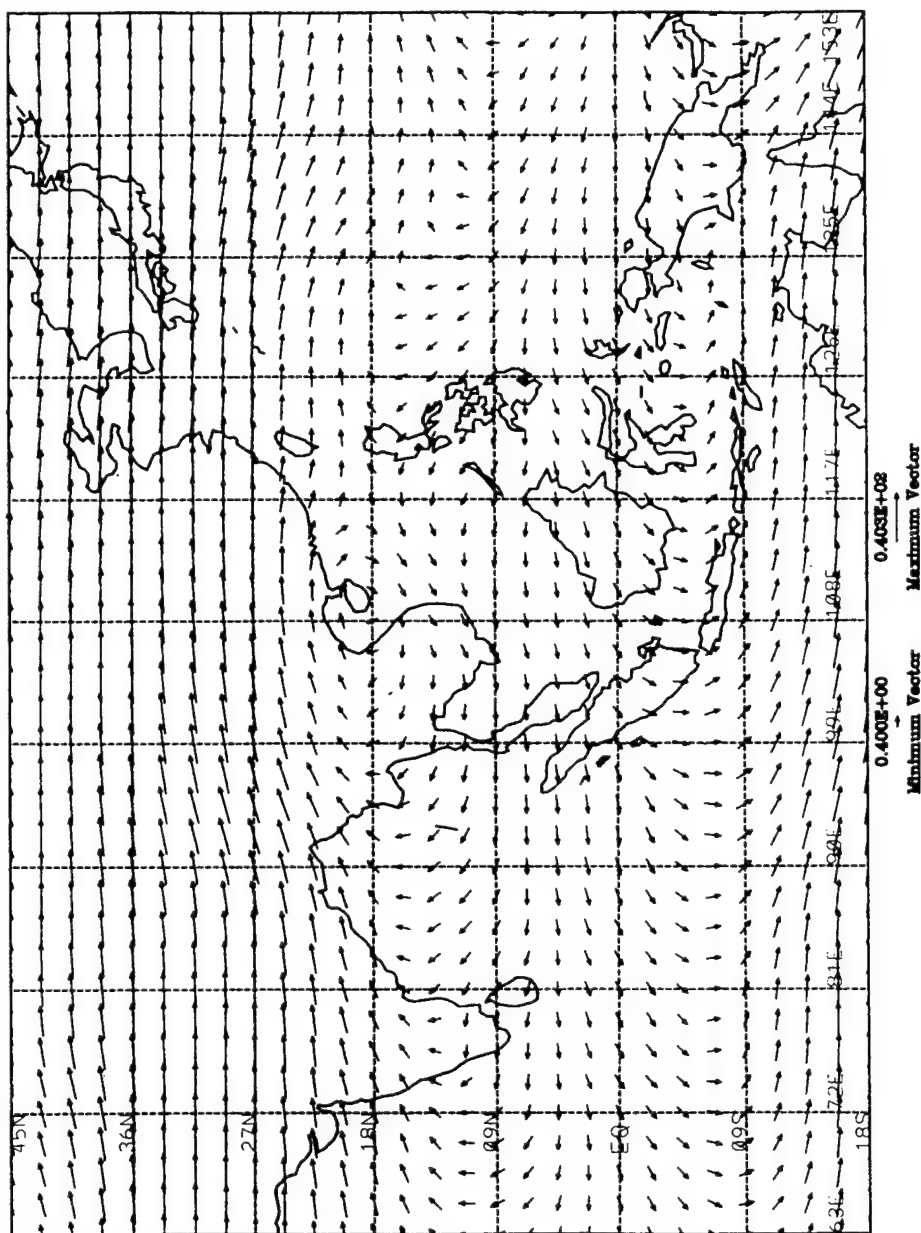 45N
36N
27N
18N
09N
EQ
09S
18S
63E
72E
81E
90E
99E
108E
117E
126E
135E
144E
153E
0.400E+00
Minimum Vector
0.403E+02
Maximum Vector